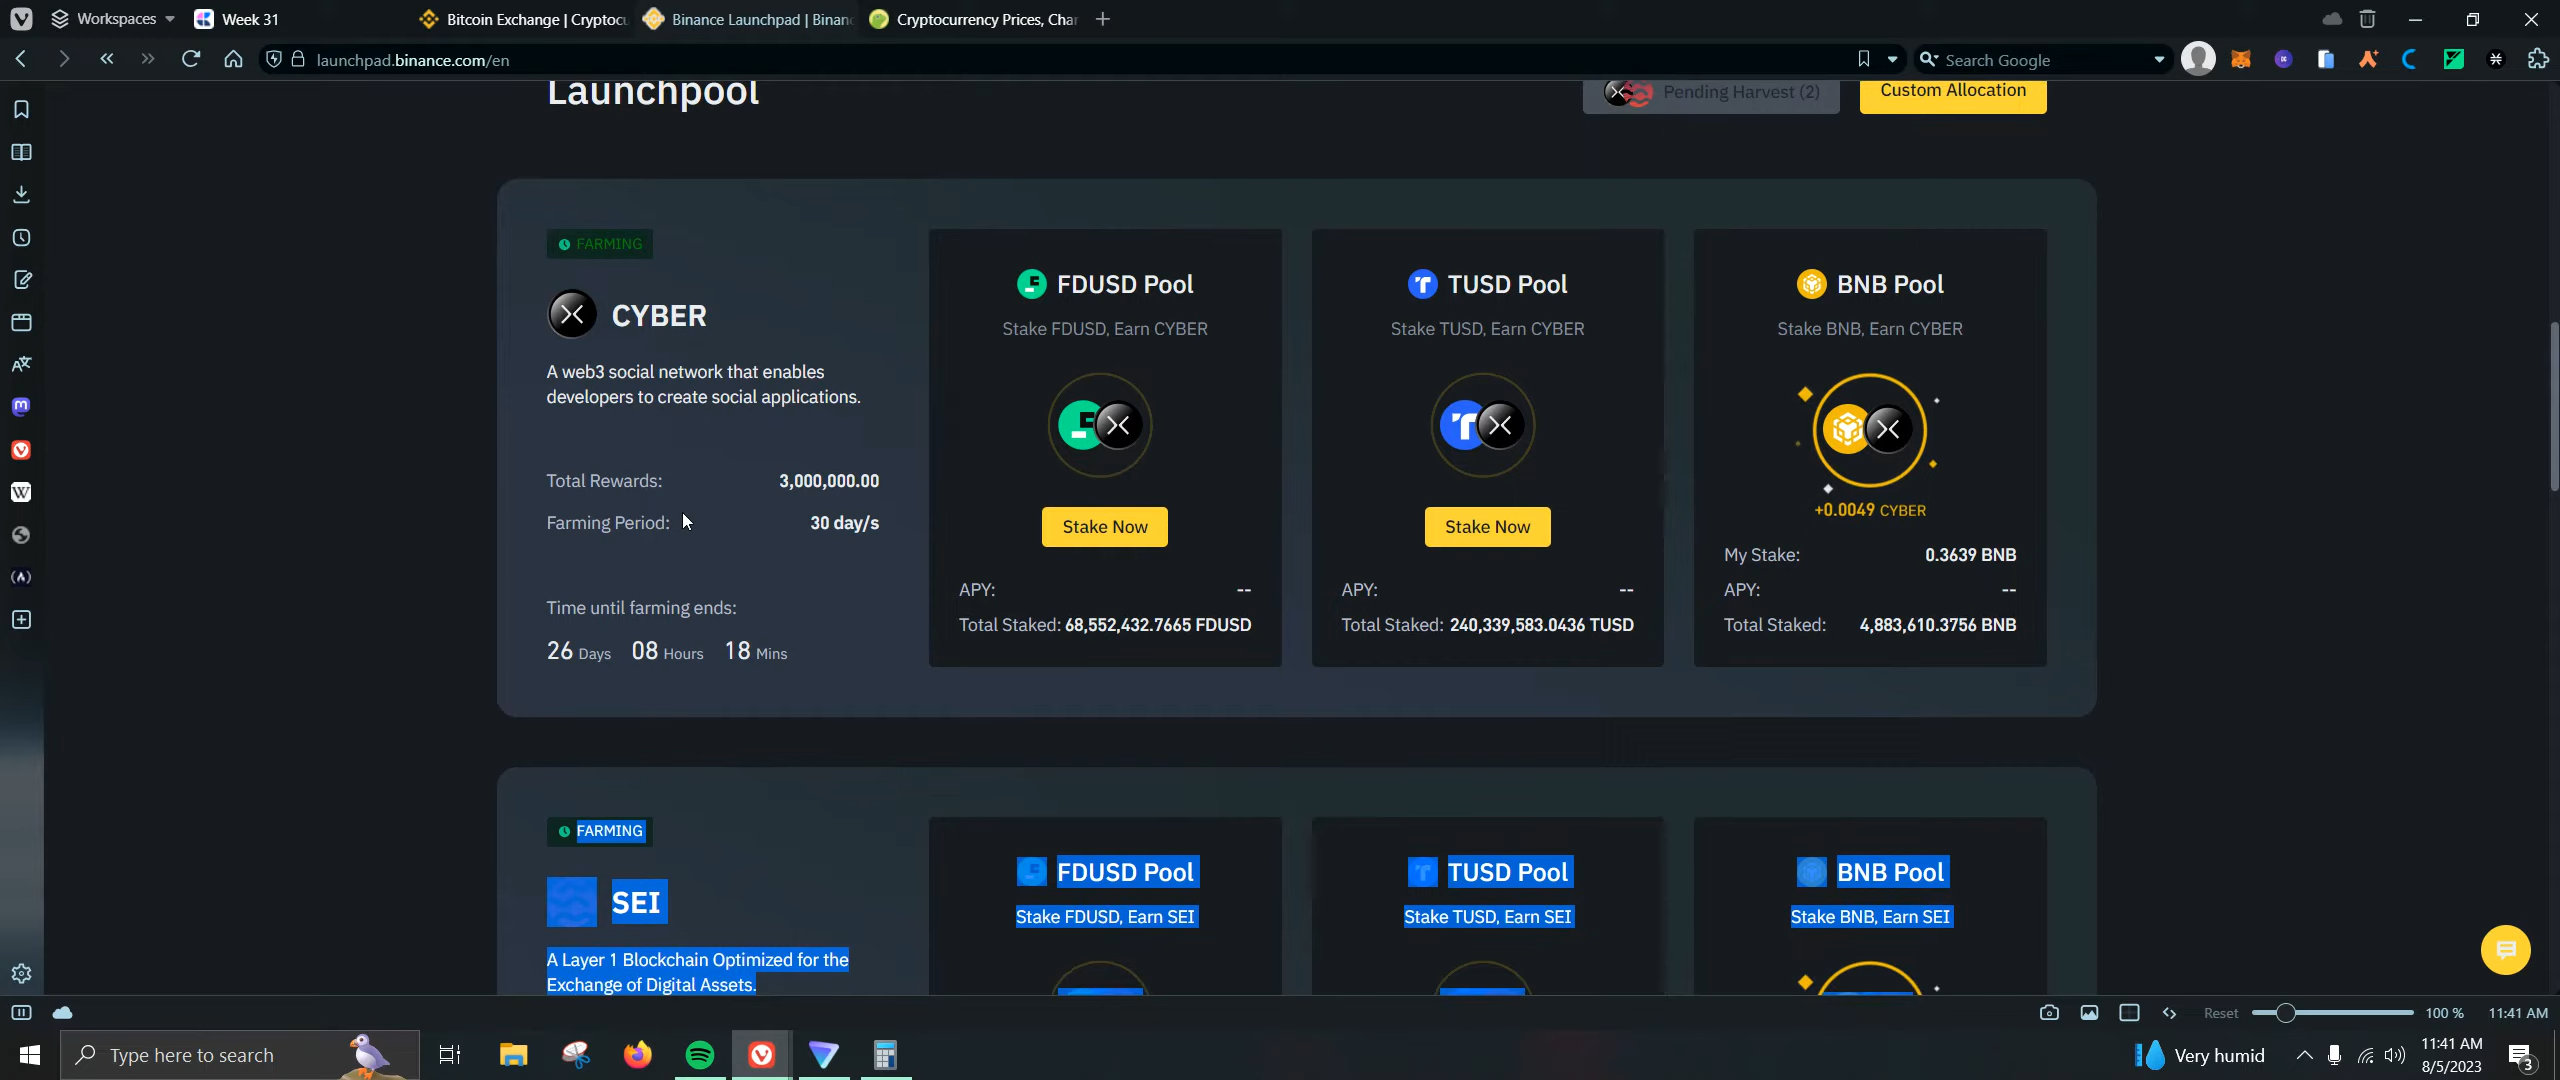 Workspaces
Week 31
Bitcoin Exchange | Cryptocu
Binance Launchpad | Binan
Cryptocurrency Prices, Char
launchpad.binance.com/en
Search Google
Launchpool
Pending Harvest (2)
Custom Allocation
FARMING
CYBER
A web3 social network that enables
developers to create social applications.
Total Rewards: 3,000,000.00
Farming Period: 30 day/s
Time until farming ends:
26 Days 08 Hours 18 Mins
FDUSD Pool
Stake FDUSD, Earn CYBER
Stake Now
APY: --
Total Staked: 68,552,432.7665 FDUSD
TUSD Pool
Stake TUSD, Earn CYBER
Stake Now
APY: --
Total Staked: 240,339,583.0436 TUSD
BNB Pool
Stake BNB, Earn CYBER
+0.0049 CYBER
My Stake: 0.3639 BNB
APY: --
Total Staked: 4,883,610.3756 BNB
FARMING
SEI
A Layer 1 Blockchain Optimized for the
Exchange of Digital Assets.
FDUSD Pool
Stake FDUSD, Earn SEI
TUSD Pool
Stake TUSD, Earn SEI
BNB Pool
Stake BNB, Earn SEI
Reset
100 %
11:41 AM
Type here to search
Very humid
11:41 AM
8/5/2023
3